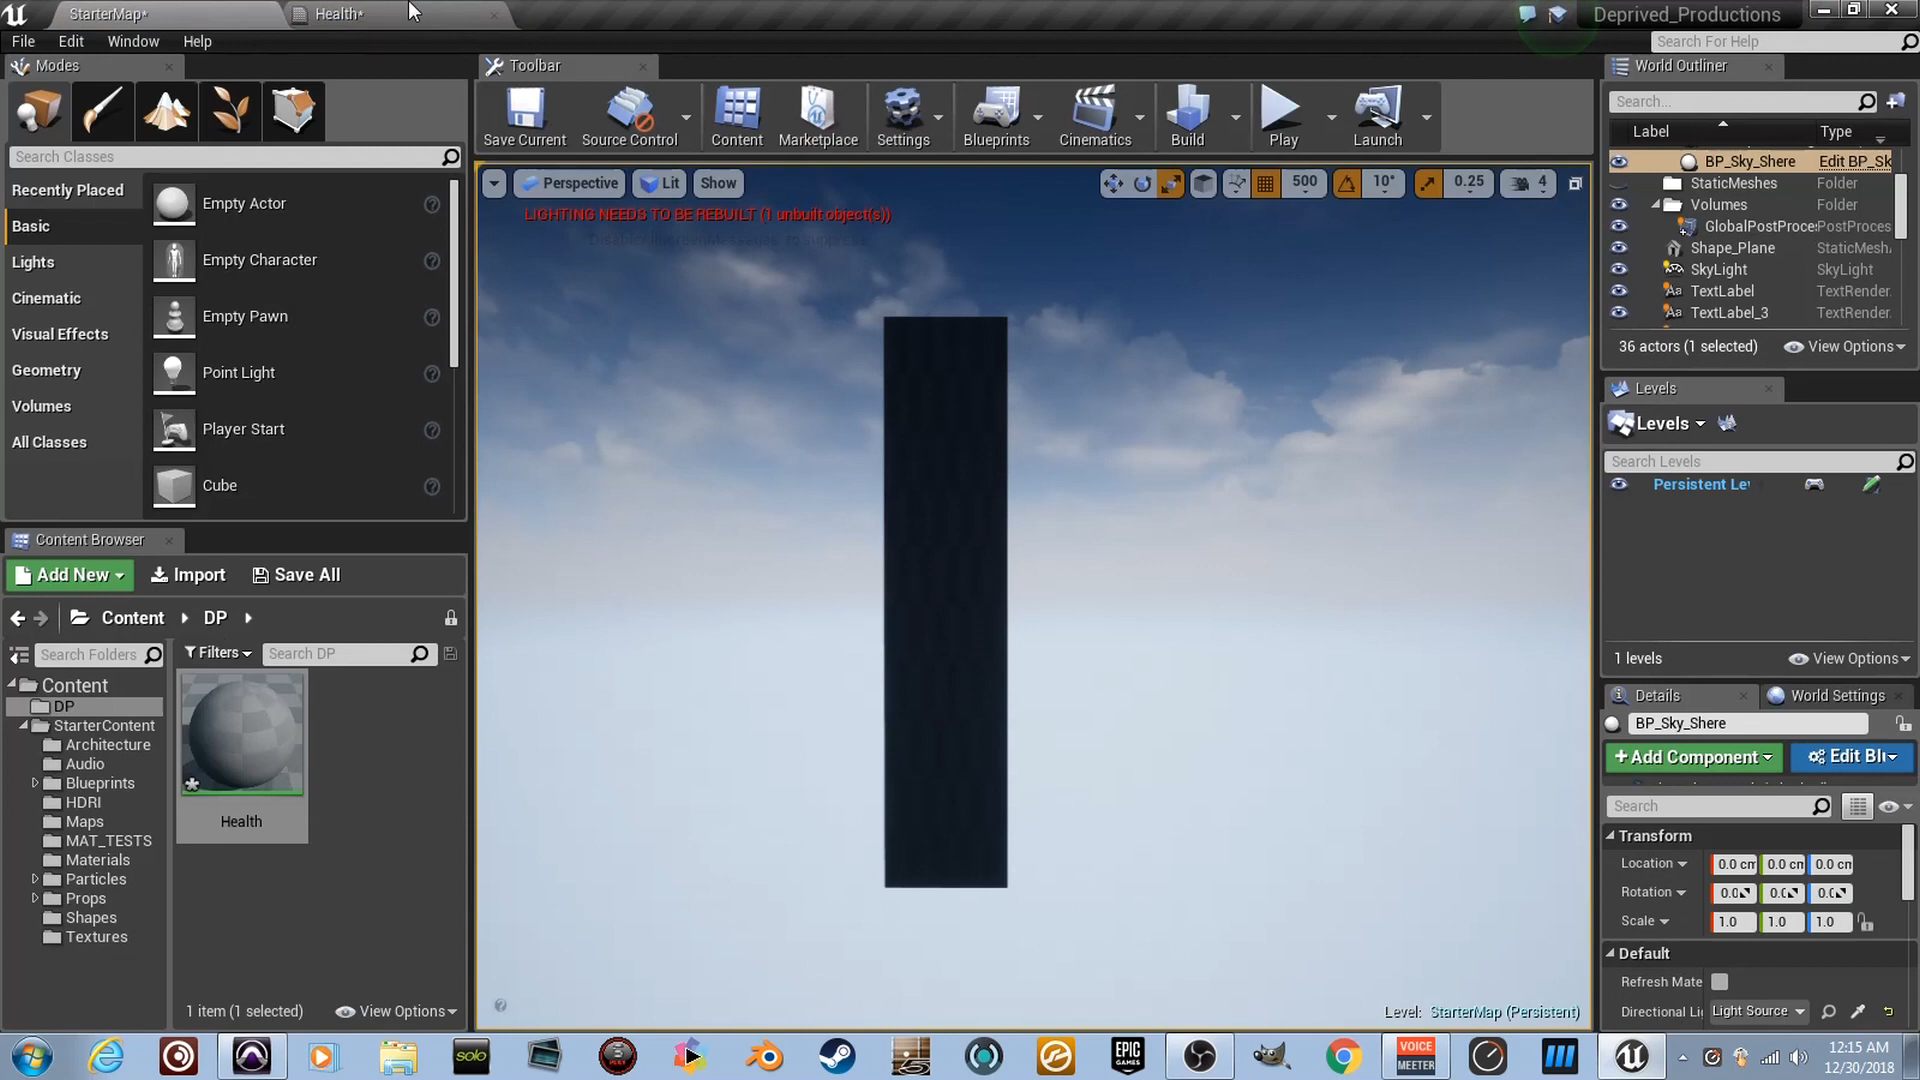 StarterMap*
Health*
Deprived_Productions
File
Edit
Window
Help
Search For Help
Modes
Search Classes
Recently Placed
Basic
Lights
Cinematic
Visual Effects
Geometry
Volumes
All Classes
Empty Actor
Empty Character
Empty Pawn
Point Light
Player Start
Cube
Toolbar
Save Current
Source Control
Content
Marketplace
Settings
Blueprints
Cinematics
Build
Play
Launch
Perspective
Lit
Show
500
10°
0.25
4
LIGHTING NEEDS TO BE REBUILT (1 unbuilt object(s))
Level: StarterMap (Persistent)
World Outliner
Search...
Label
Type
BP_Sky_Shere Edit BP_Sk
StaticMeshes Folder
Volumes Folder
GlobalPostProce PostProces
Shape_Plane StaticMesh
SkyLight SkyLight
TextLabel TextRender
TextLabel_3 TextRender
36 actors (1 selected)
View Options
Levels
Levels
Search Levels
Persistent Le
1 levels
View Options
Details
World Settings
BP_Sky_Shere
+Add Component
Edit Blu
Search
Transform
Location 0.0 cm 0.0 cm 0.0 cm
Rotation 0.0 0.0 0.0
Scale 1.0 1.0 1.0
Default
Refresh Mate
Directional Li Light Source
Content Browser
Add New
Import
Save All
Content
DP
Search Folders
Filters
Search DP
Content
DP
StarterContent
Architecture
Audio
Blueprints
HDRI
Maps
MAT_TESTS
Materials
Particles
Props
Shapes
Textures
Health
1 item (1 selected)
View Options
solo
EPIC
GAMES
VOICE
MEETER
12:15 AM
12/30/2018